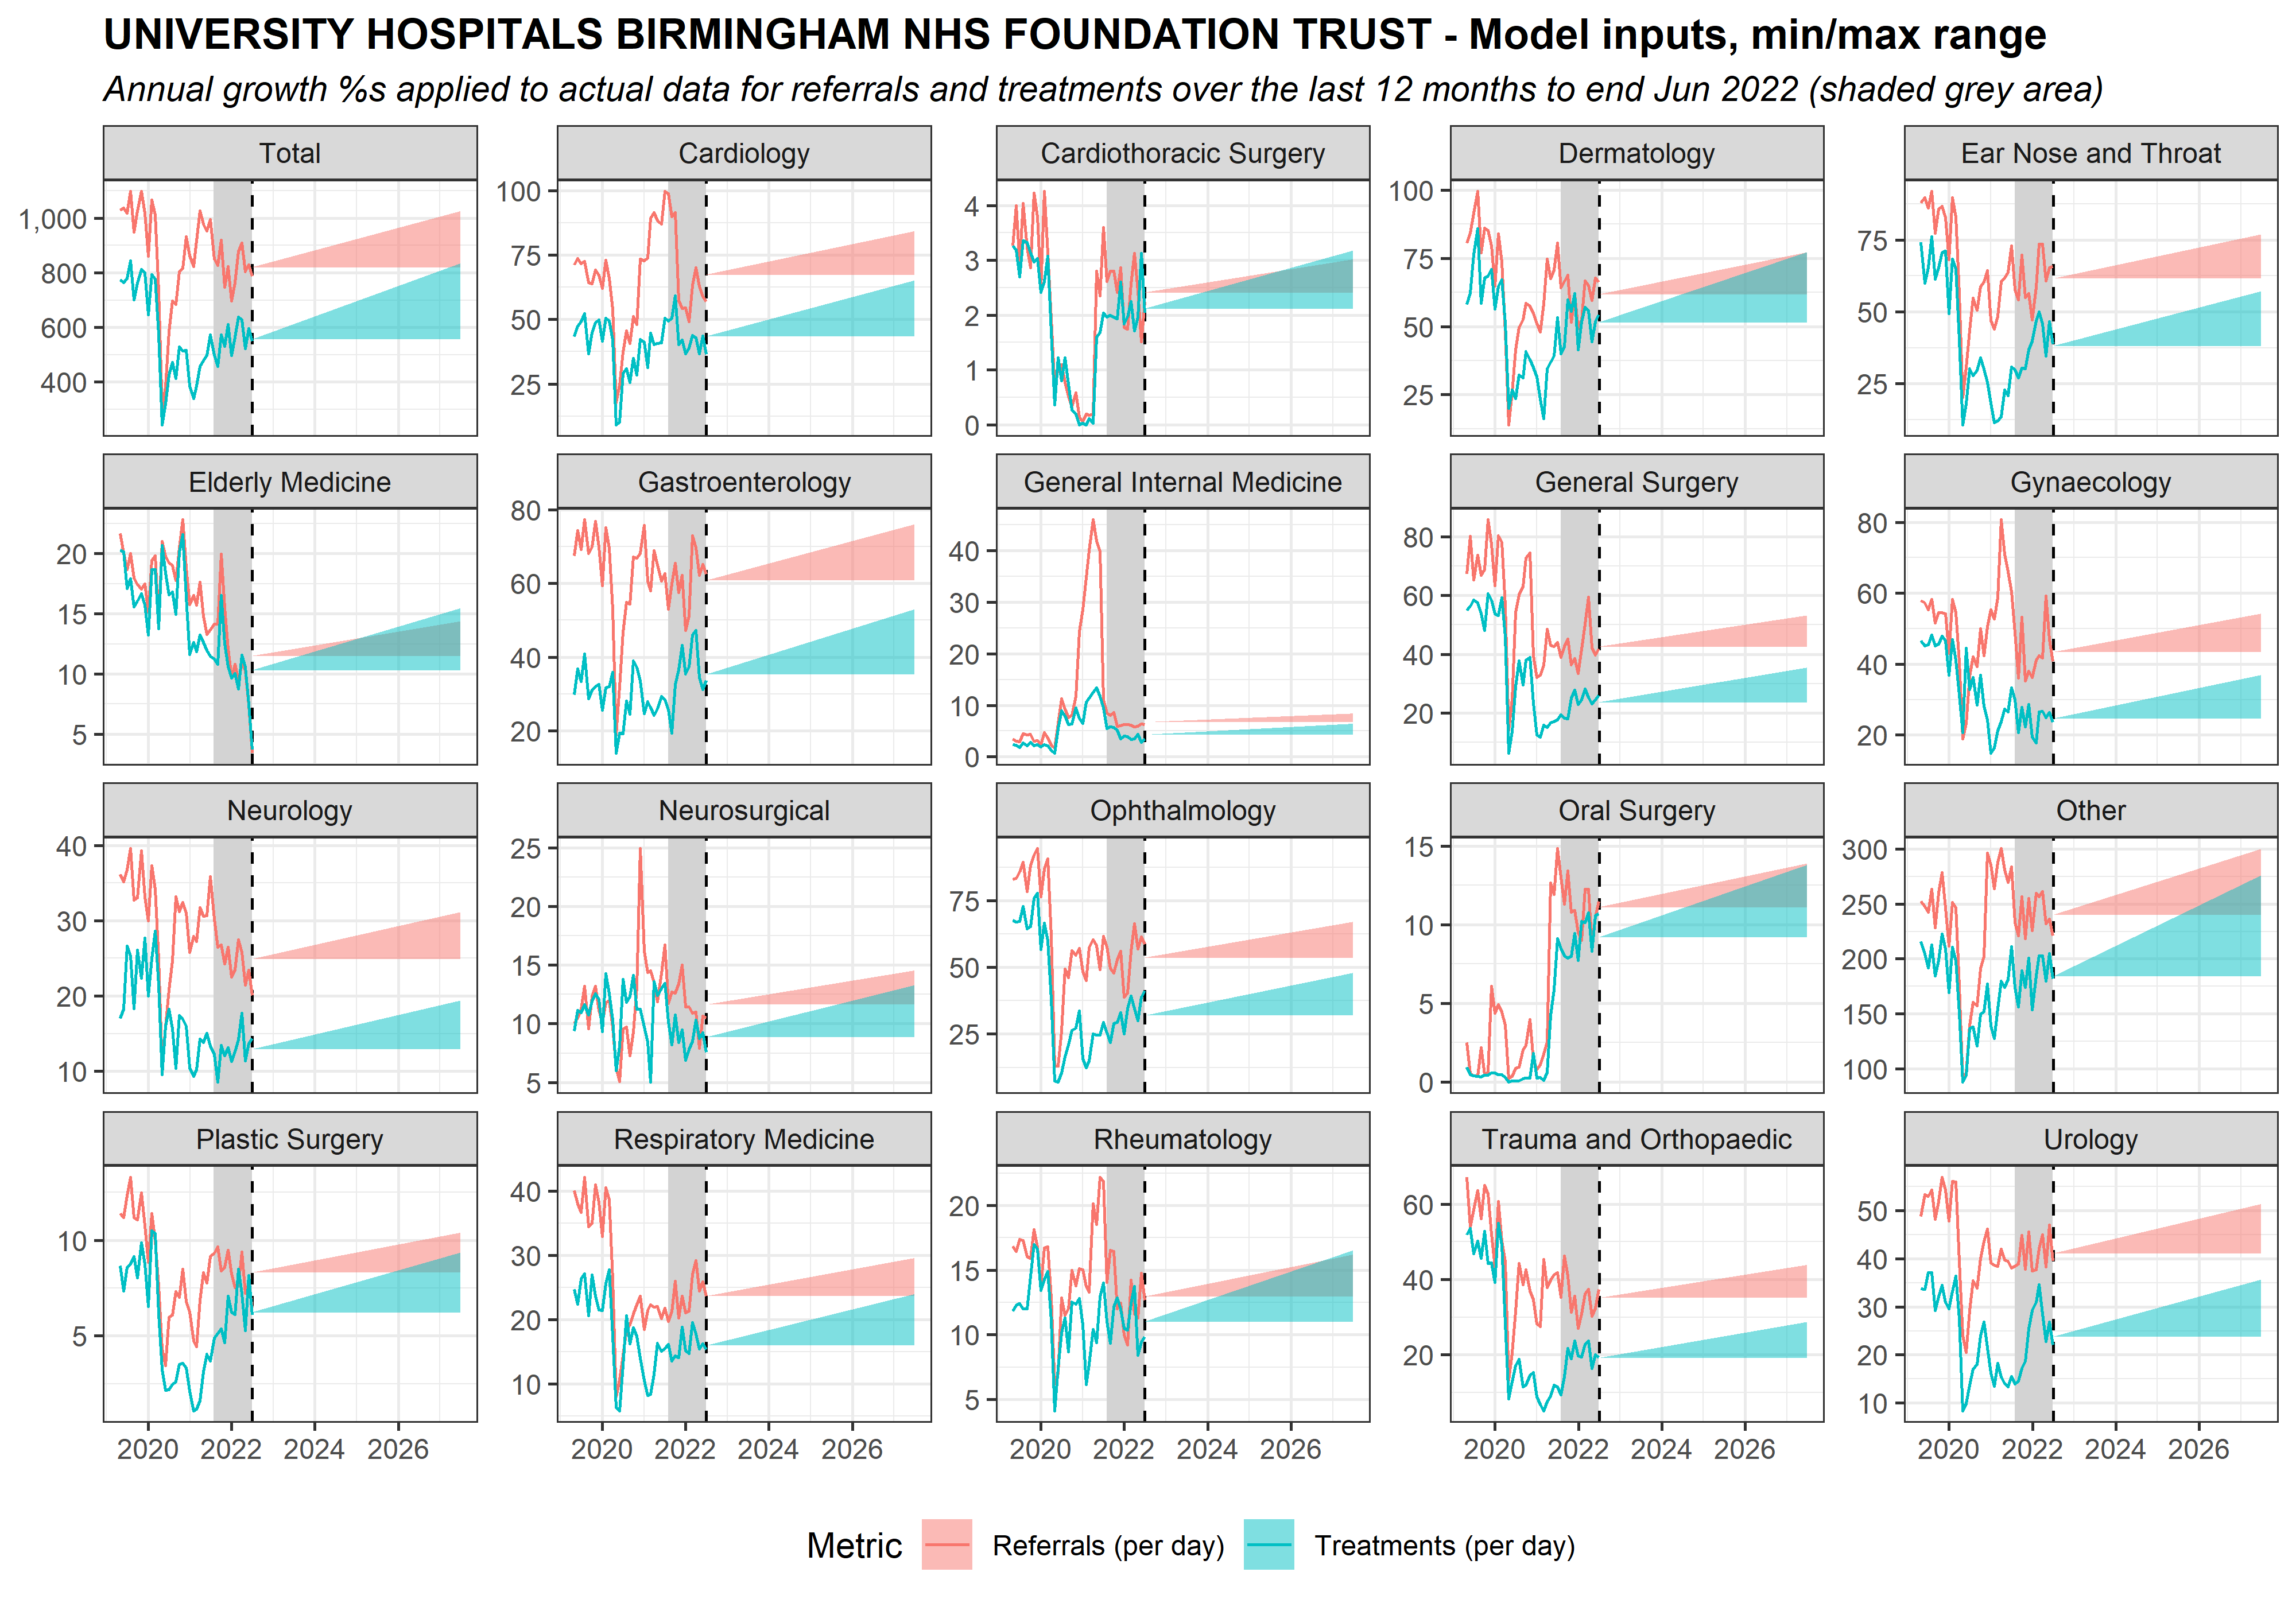 UNIVERSITY HOSPITALS BIRMINGHAM NHS FOUNDATION TRUST - Model inputs, min/max range
Annual growth %s applied to actual data for referrals and treatments over the last 12 months to end Jun 2022 (shaded grey area)
Total
1,000
800
600
400
Cardiology
100
75
50
25
Cardiothoracic Surgery
4
3
2
1
0
Dermatology
100
75
50
25
Ear Nose and Throat
75
50
25
Elderly Medicine
20
15
10
5
Gastroenterology
80
60
40
20
General Internal Medicine
40
30
20
10
0
General Surgery
80
60
40
20
Gynaecology
80
60
40
20
Neurology
40
30
20
10
Neurosurgical
25
20
15
10
5
Ophthalmology
75
50
25
Oral Surgery
15
10
5
0
Other
300
250
200
150
100
Plastic Surgery
10
5
2020 2022 2024 2026
Respiratory Medicine
40
30
20
10
2020 2022 2024 2026
Rheumatology
20
15
10
5
2020 2022 2024 2026
Trauma and Orthopaedic
60
40
20
2020 2022 2024 2026
Urology
50
40
30
20
10
2020 2022 2024 2026
Metric Referrals (per day) Treatments (per day)